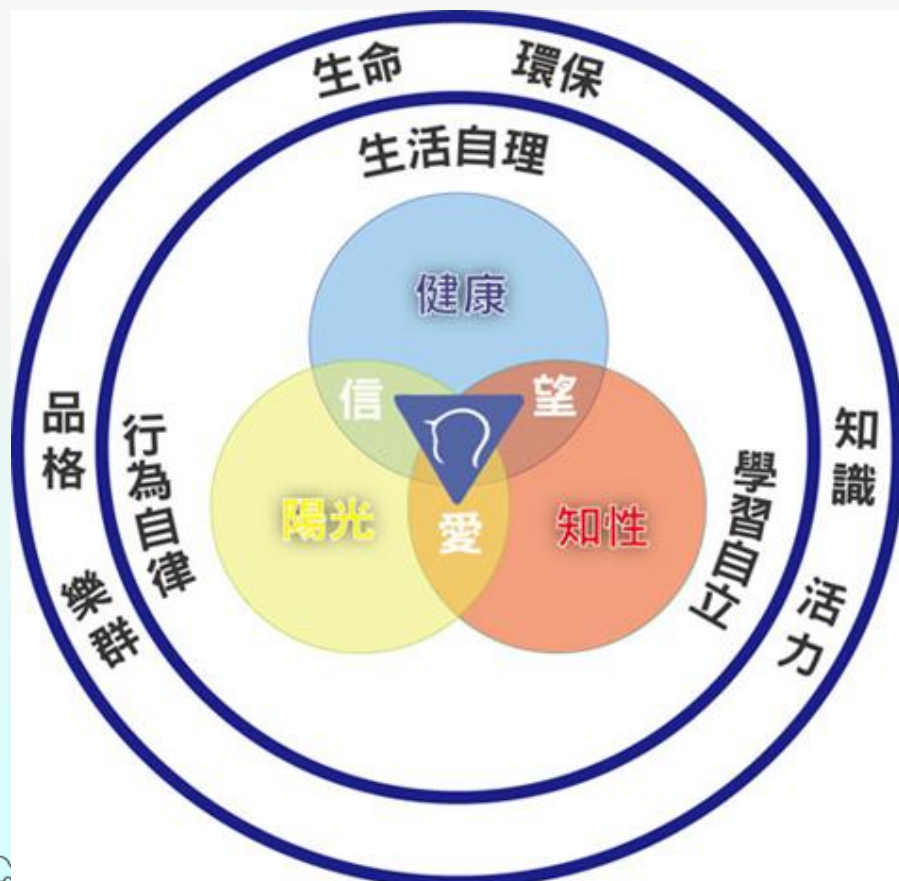 生命
環保
生活自理
健康
信
望
品格
行為自律
陽光
愛
知性
學習自立
知識
樂群
活力